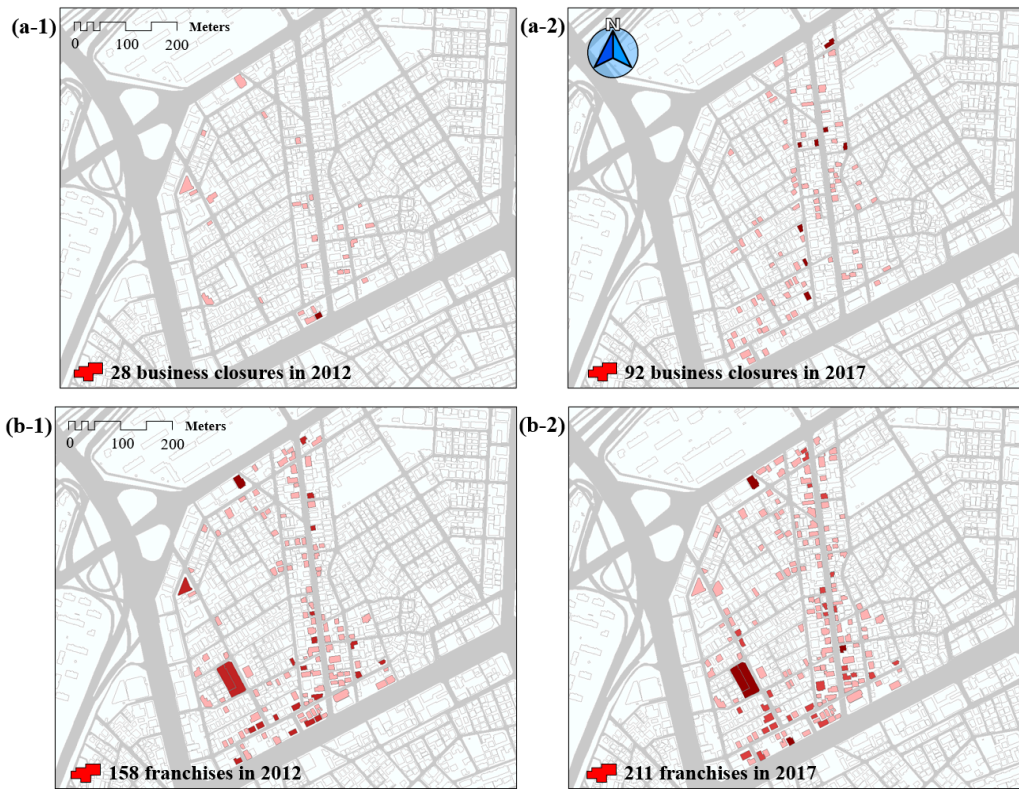 (a-1)
Meters
0 100 200
28 business closures in 2012
(a-2)
N
92 business closures in 2017
(b-1)
Meters
0 100 200
158 franchises in 2012
(b-2)
211 franchises in 2017